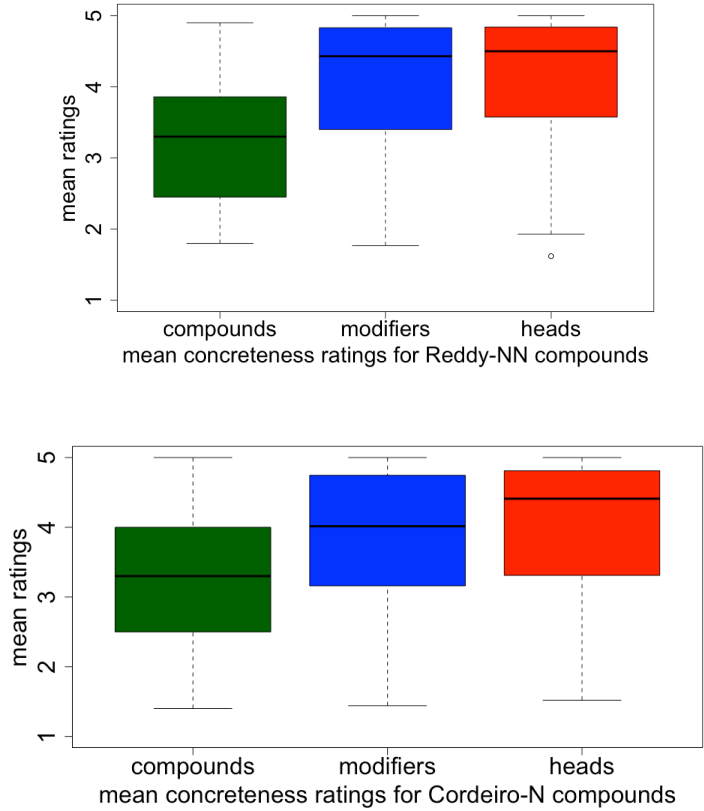 mean ratings
5
4
3
2
1
compounds modifiers heads
mean concreteness ratings for Reddy-NN compounds
mean ratings
5
4
3
2
1
compounds modifiers heads
mean concreteness ratings for Cordeiro-N compounds